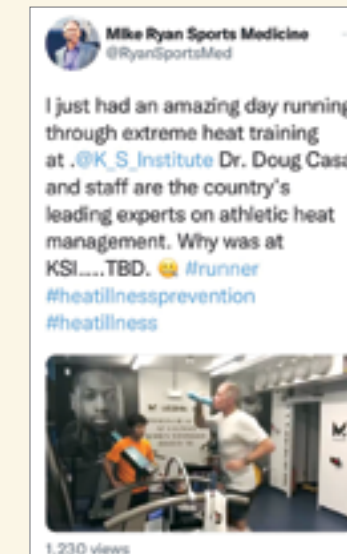 MIke Ryan Sports Medicine
@RyanSportsMed
I just had an amazing day running
through extreme heat training
at .@K_S_Institute Dr. Doug Casa
and staff are the country's
leading experts on athletic heat
management. Why was at
KSI.....TBD. 🤐 #runner
#heatillnessprevention
#heatillness
1,230 views